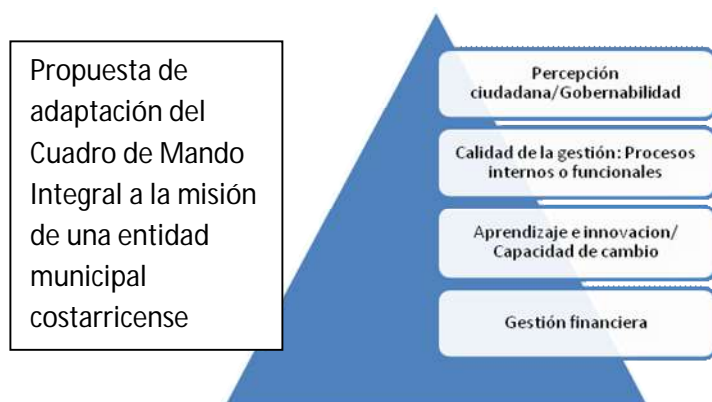 Propuesta de
adaptación del
Cuadro de Mando
Integral a la misión
de una entidad
municipal
costarricense
Percepción
ciudadana/Gobernabilidad
Calidad de la gestión: Procesos
internos o funcionales
Aprendizaje e innovacion/
Capacidad de cambio
Gestión financiera